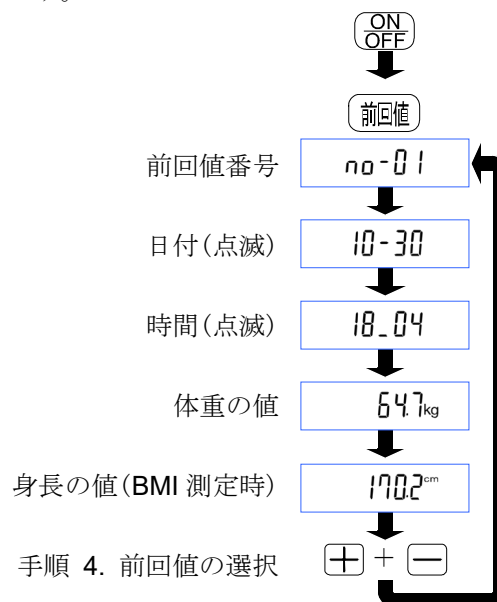 ON
OFF
前回値
前回値番号 no-01
日付(点滅) 10-30
時間(点滅) 18_04
体重の値 64.7kg
身長の値(BMI 測定時) 170.2cm
手順 4. 前回値の選択 + + −